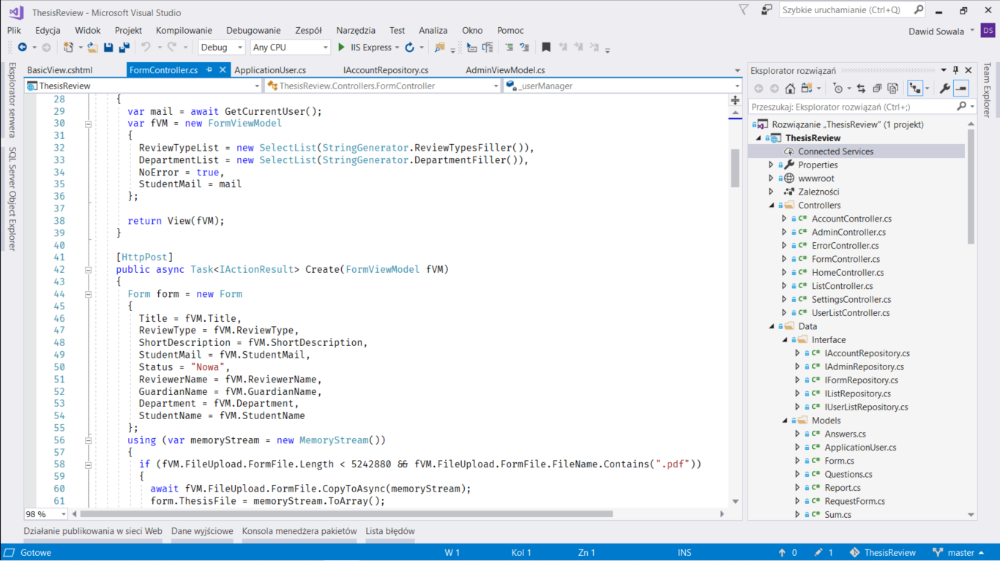 ThesisReview - Microsoft Visual Studio
Szybkie uruchamianie (Ctrl+Q)
Plik Edycja Widok Projekt Kompilowanie Debugowanie Zespół Narzędzia Test Analiza Okno Pomoc
Dawid Sowala DS
Debug Any CPU IIS Express
BasicView.cshtml FormController.cs ApplicationUser.cs IAccountRepository.cs AdminViewModel.cs
ThesisReview ThesisReview.Controllers.FormController _userManager
Eksplorator serwera
SQL Server Object Explorer
28 {
29 var mail = await GetCurrentUser();
30 var fVM = new FormViewModel
31 {
32 ReviewTypeList = new SelectList(StringGenerator.ReviewTypesFiller()),
33 DepartmentList = new SelectList(StringGenerator.DepartmentFiller()),
34 NoError = true,
35 StudentMail = mail
36 };
37
38 return View(fVM);
39 }
40
41 [HttpPost]
42 public async Task<IActionResult> Create(FormViewModel fVM)
43 {
44 Form form = new Form
45 {
46 Title = fVM.Title,
47 ReviewType = fVM.ReviewType,
48 ShortDescription = fVM.ShortDescription,
49 StudentMail = fVM.StudentMail,
50 Status = "Nowa",
51 ReviewerName = fVM.ReviewerName,
52 GuardianName = fVM.GuardianName,
53 Department = fVM.Department,
54 StudentName = fVM.StudentName
55 };
56 using (var memoryStream = new MemoryStream())
57 {
58 if (fVM.FileUpload.FormFile.Length < 5242880 && fVM.FileUpload.FormFile.FileName.Contains(".pdf"))
59 {
60 await fVM.FileUpload.FormFile.CopyToAsync(memoryStream);
61 form.ThesisFile = memoryStream.ToArray();
98 %
Eksplorator rozwiązań
Przeszukaj: Eksplorator rozwiązań (Ctrl+;)
Rozwiązanie „ThesisReview” (1 projekt)
ThesisReview
Connected Services
Properties
wwwroot
Zależności
Controllers
C# AccountController.cs
C# AdminController.cs
C# ErrorController.cs
C# FormController.cs
C# HomeController.cs
C# ListController.cs
C# SettingsController.cs
C# UserListController.cs
Data
Interface
C# IAccountRepository.cs
C# IAdminRepository.cs
C# IFormRepository.cs
C# IListRepository.cs
C# IUserListRepository.cs
Models
C# Answers.cs
C# ApplicationUser.cs
C# Form.cs
C# Questions.cs
C# Report.cs
C# RequestForm.cs
C# Sum.cs
Team Explorer
Działanie publikowania w sieci Web Dane wyjściowe Konsola menedżera pakietów Lista błędów
Gotowe W 1 Kol 1 Zn 1 INS 0 1 ThesisReview master